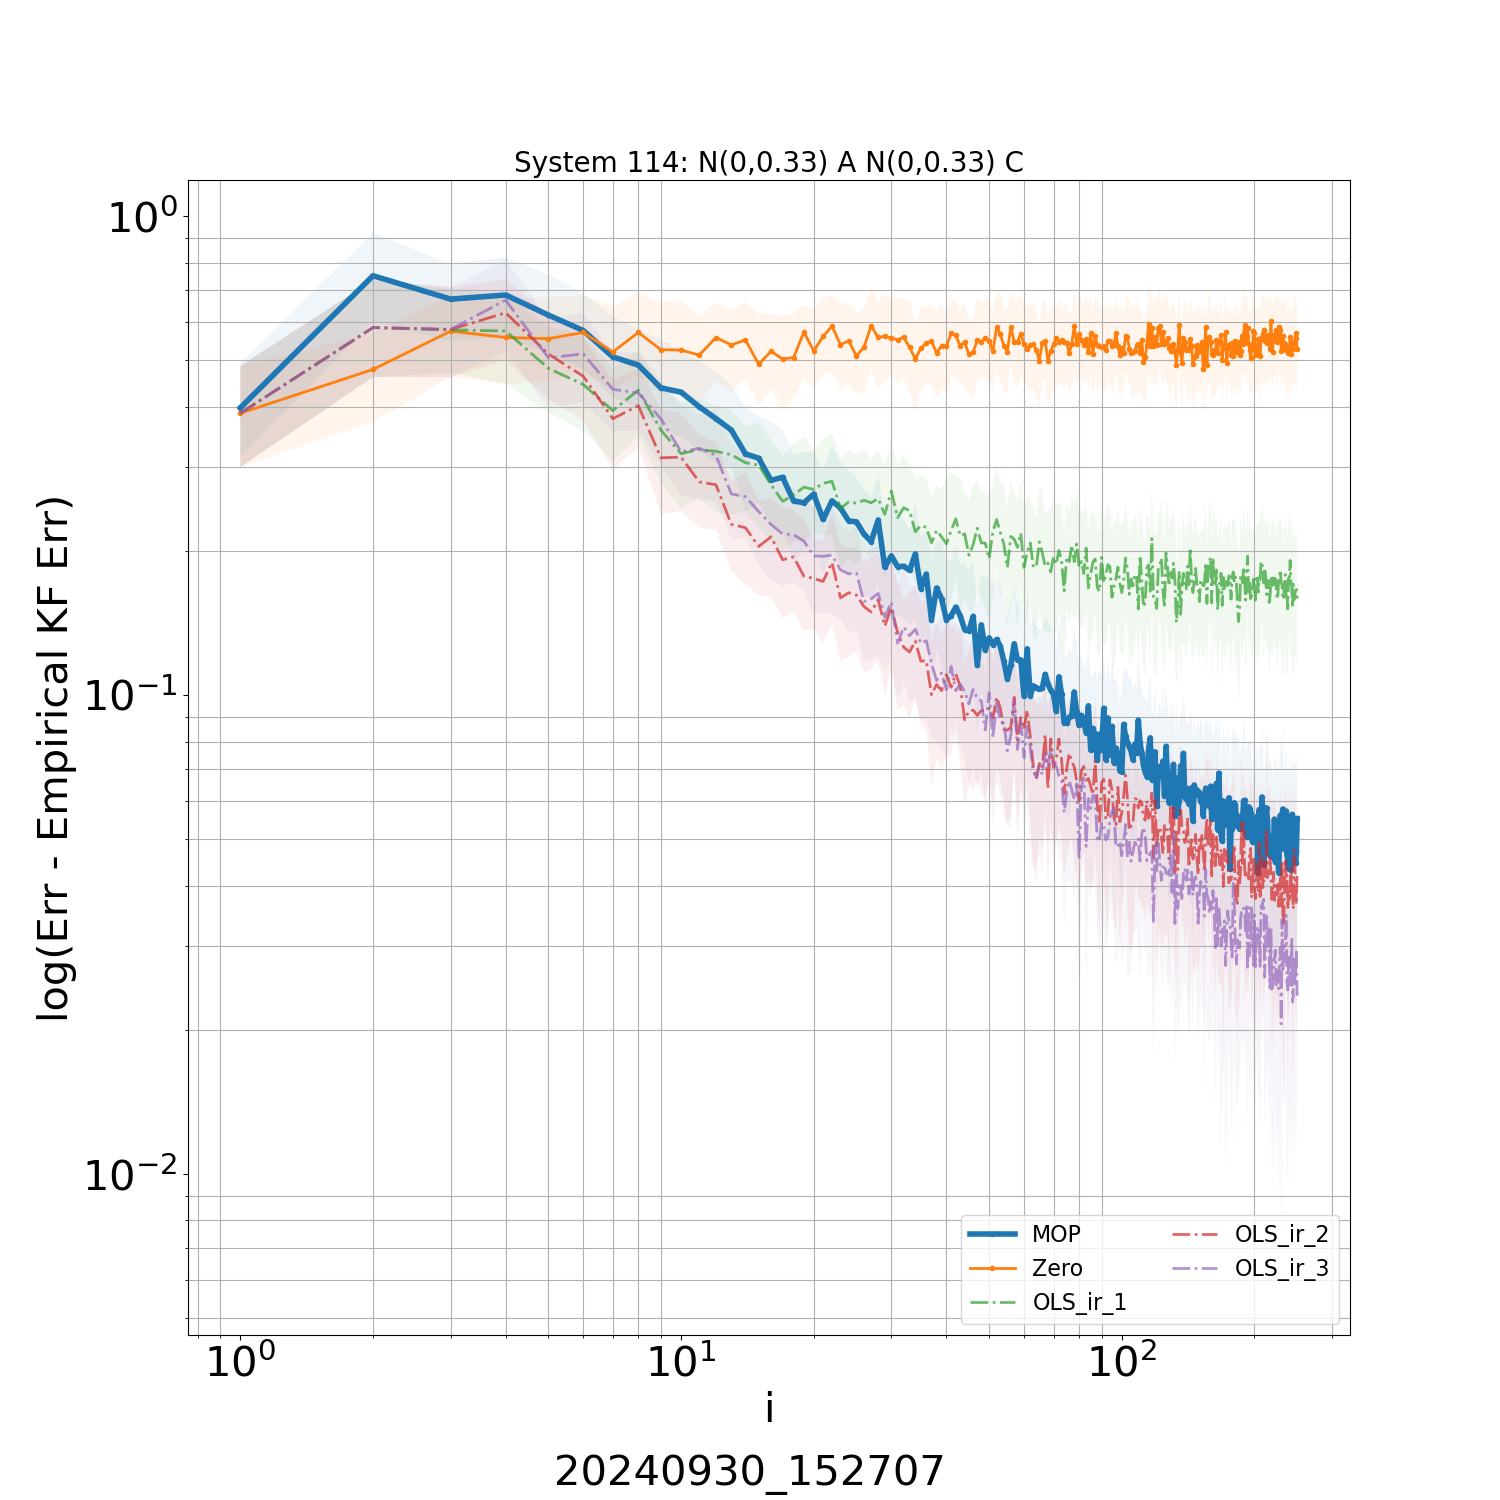 System 114: N(0,0.33) A N(0,0.33) C
log(Err - Empirical KF Err)
10⁰
10⁻¹
10⁻²
MOP
Zero
OLS_ir_1
OLS_ir_2
OLS_ir_3
10⁰ 10¹ 10²
i
20240930_152707